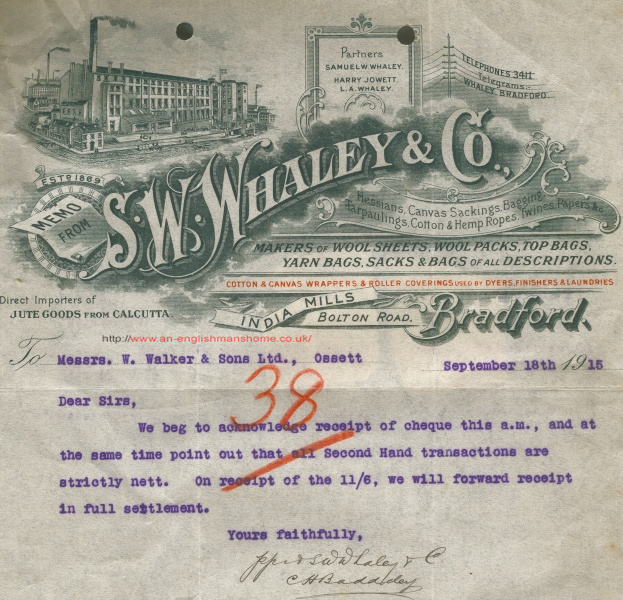 Partners
SAMUEL W. WHALEY.
HARRY JOWETT.
L. A. WHALEY.
TELEPHONES 3411
Telegrams:-
WHALEY, BRADFORD.
ESTD 1869
MEMO FROM
S. W. WHALEY & CO.,
Hessians, Canvas Sackings, Bagging,
Tarpaulings, Cotton & Hemp Ropes, Twines, Papers &c.
MAKERS OF WOOL SHEETS, WOOL PACKS, TOP BAGS,
YARN BAGS, SACKS & BAGS OF ALL DESCRIPTIONS.
COTTON & CANVAS WRAPPERS & ROLLER COVERINGS USED BY DYERS, FINISHERS & LAUNDRIES
Direct Importers of
JUTE GOODS FROM CALCUTTA.
INDIA MILLS
BOLTON ROAD,
Bradford.
http://www.an-englishmanshome.co.uk/
To Messrs. W. Walker & Sons Ltd., Ossett
September 18th 1915
38
Dear Sirs,
We beg to acknowledge receipt of cheque this a.m., and at
the same time point out that all Second Hand transactions are
strictly nett. On receipt of the 11/6, we will forward receipt
in full settlement.
Yours faithfully,
pp S W Whaley & C